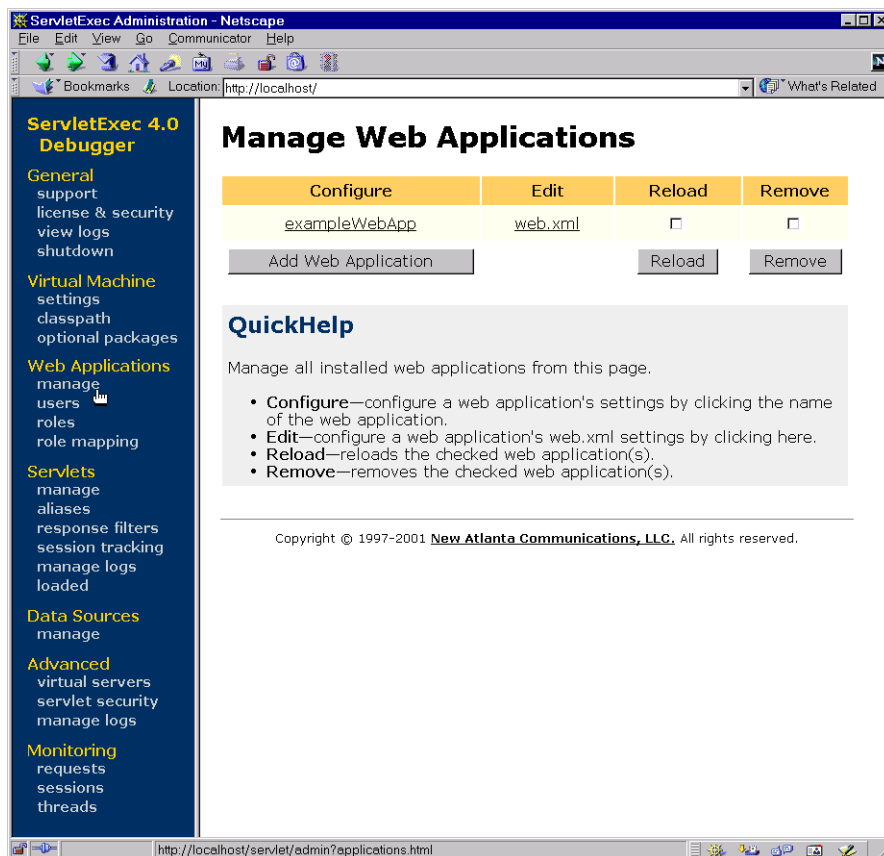 ServletExec Administration - Netscape
File Edit View Go Communicator Help
My
Bookmarks Location: http://localhost/ What's Related
ServletExec 4.0
Debugger
General
support
license & security
view logs
shutdown
Virtual Machine
settings
classpath
optional packages
Web Applications
manage
users
roles
role mapping
Servlets
manage
aliases
response filters
session tracking
manage logs
loaded
Data Sources
manage
Advanced
virtual servers
servlet security
manage logs
Monitoring
requests
sessions
threads
Manage Web Applications
Configure Edit Reload Remove
exampleWebApp web.xml
Add Web Application Reload Remove
QuickHelp
Manage all installed web applications from this page.
• Configure—configure a web application's settings by clicking the name
of the web application.
• Edit—configure a web application's web.xml settings by clicking here.
• Reload—reloads the checked web application(s).
• Remove—removes the checked web application(s).
Copyright © 1997-2001 New Atlanta Communications, LLC. All rights reserved.
http://localhost/servlet/admin?applications.html